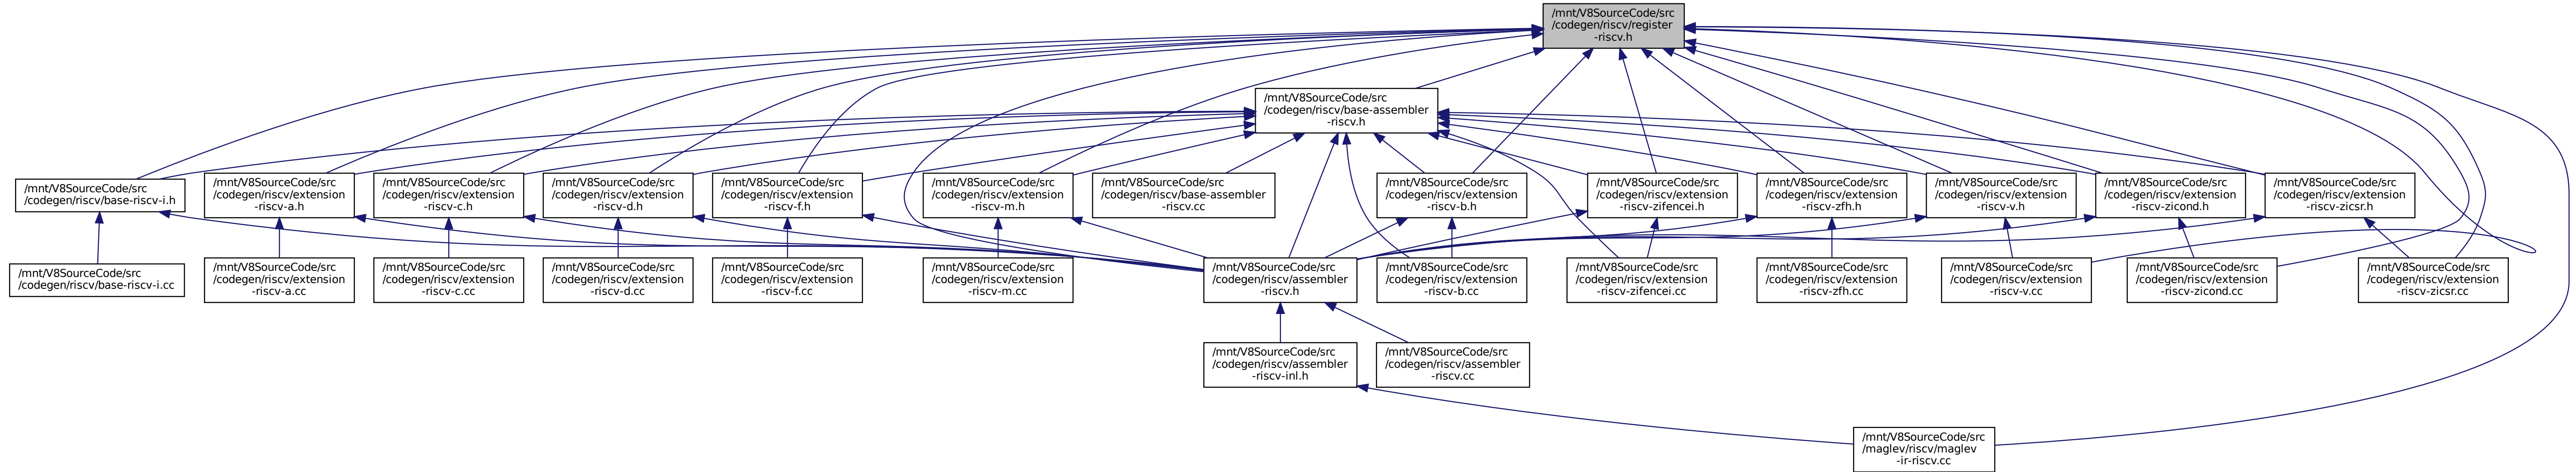 /mnt/V8SourceCode/src
/codegen/riscv/register
-riscv.h
/mnt/V8SourceCode/src
/codegen/riscv/base-assembler
-riscv.h
/mnt/V8SourceCode/src
/codegen/riscv/base-riscv-i.h
/mnt/V8SourceCode/src
/codegen/riscv/extension
-riscv-a.h
/mnt/V8SourceCode/src
/codegen/riscv/extension
-riscv-c.h
/mnt/V8SourceCode/src
/codegen/riscv/extension
-riscv-d.h
/mnt/V8SourceCode/src
/codegen/riscv/extension
-riscv-f.h
/mnt/V8SourceCode/src
/codegen/riscv/extension
-riscv-m.h
/mnt/V8SourceCode/src
/codegen/riscv/base-assembler
-riscv.cc
/mnt/V8SourceCode/src
/codegen/riscv/extension
-riscv-b.h
/mnt/V8SourceCode/src
/codegen/riscv/extension
-riscv-zifencei.h
/mnt/V8SourceCode/src
/codegen/riscv/extension
-riscv-zfh.h
/mnt/V8SourceCode/src
/codegen/riscv/extension
-riscv-v.h
/mnt/V8SourceCode/src
/codegen/riscv/extension
-riscv-zicond.h
/mnt/V8SourceCode/src
/codegen/riscv/extension
-riscv-zicsr.h
/mnt/V8SourceCode/src
/codegen/riscv/base-riscv-i.cc
/mnt/V8SourceCode/src
/codegen/riscv/extension
-riscv-a.cc
/mnt/V8SourceCode/src
/codegen/riscv/extension
-riscv-c.cc
/mnt/V8SourceCode/src
/codegen/riscv/extension
-riscv-d.cc
/mnt/V8SourceCode/src
/codegen/riscv/extension
-riscv-f.cc
/mnt/V8SourceCode/src
/codegen/riscv/extension
-riscv-m.cc
/mnt/V8SourceCode/src
/codegen/riscv/assembler
-riscv.h
/mnt/V8SourceCode/src
/codegen/riscv/extension
-riscv-b.cc
/mnt/V8SourceCode/src
/codegen/riscv/extension
-riscv-zifencei.cc
/mnt/V8SourceCode/src
/codegen/riscv/extension
-riscv-zfh.cc
/mnt/V8SourceCode/src
/codegen/riscv/extension
-riscv-v.cc
/mnt/V8SourceCode/src
/codegen/riscv/extension
-riscv-zicond.cc
/mnt/V8SourceCode/src
/codegen/riscv/extension
-riscv-zicsr.cc
/mnt/V8SourceCode/src
/codegen/riscv/assembler
-riscv-inl.h
/mnt/V8SourceCode/src
/codegen/riscv/assembler
-riscv.cc
/mnt/V8SourceCode/src
/maglev/riscv/maglev
-ir-riscv.cc